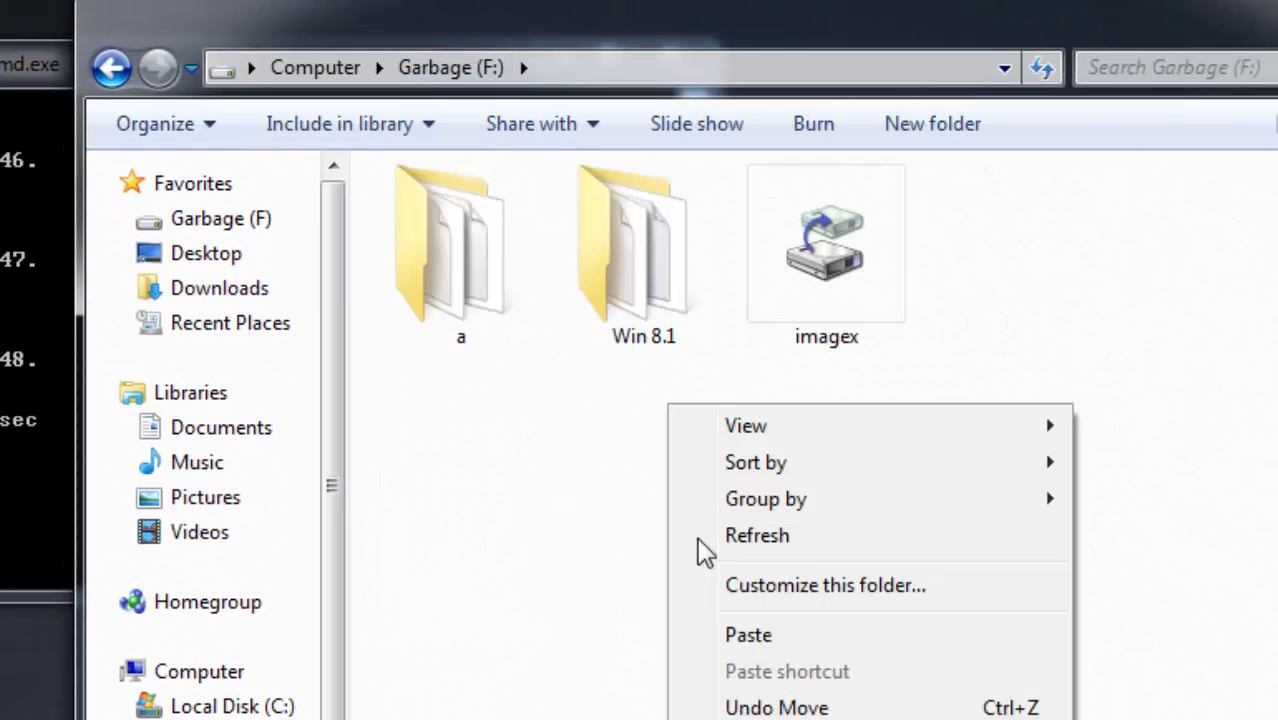 md.exe
46.
47.
48.
sec
Computer Garbage (F:)
Search Garbage (F:)
Organize Include in library Share with Slide show Burn New folder
Favorites
Garbage (F)
Desktop
Downloads
Recent Places
Libraries
Documents
Music
Pictures
Videos
Homegroup
Computer
Local Disk (C:)
a
Win 8.1
imagex
View
Sort by
Group by
Refresh
Customize this folder...
Paste
Paste shortcut
Undo Move Ctrl+Z